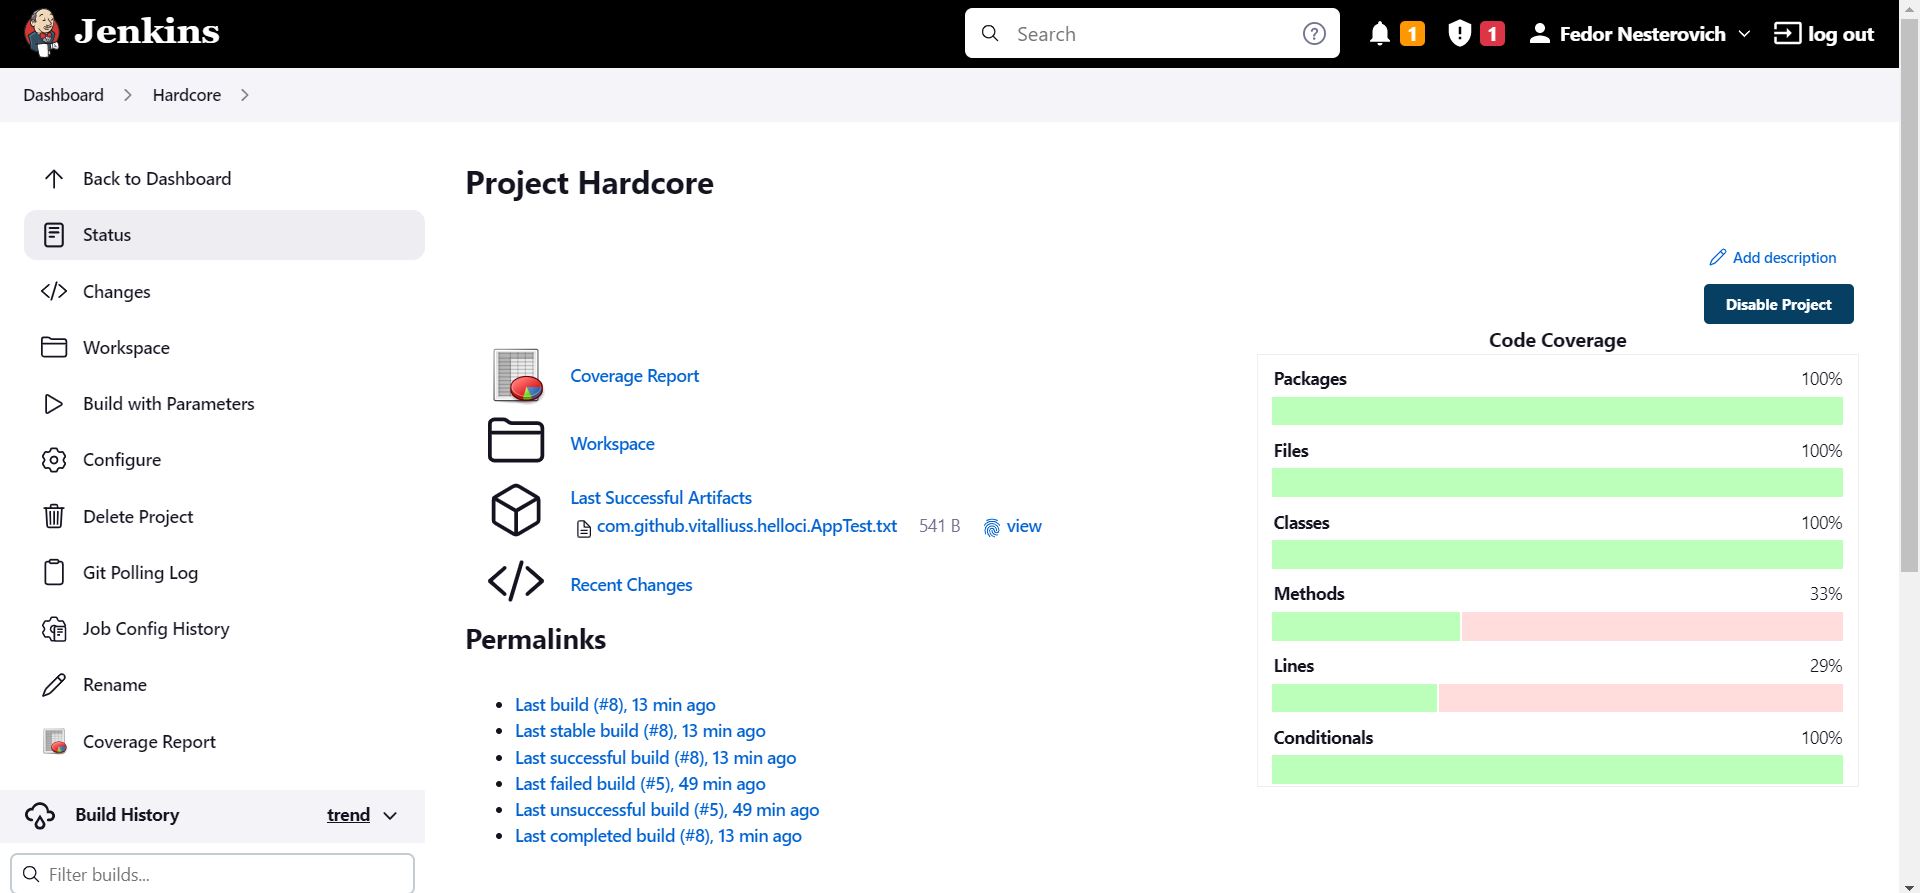 Jenkins
Search
1
1
Fedor Nesterovich
log out
Dashboard
Hardcore
Back to Dashboard
Status
Changes
Workspace
Build with Parameters
Configure
Delete Project
Git Polling Log
Job Config History
Rename
Coverage Report
Build History
trend
Filter builds...
Project Hardcore
Add description
Disable Project
Coverage Report
Workspace
Last Successful Artifacts
com.github.vitalliuss.helloci.AppTest.txt 541 B view
Recent Changes
Permalinks
Last build (#8), 13 min ago
Last stable build (#8), 13 min ago
Last successful build (#8), 13 min ago
Last failed build (#5), 49 min ago
Last unsuccessful build (#5), 49 min ago
Last completed build (#8), 13 min ago
Code Coverage
Packages 100%
Files 100%
Classes 100%
Methods 33%
Lines 29%
Conditionals 100%